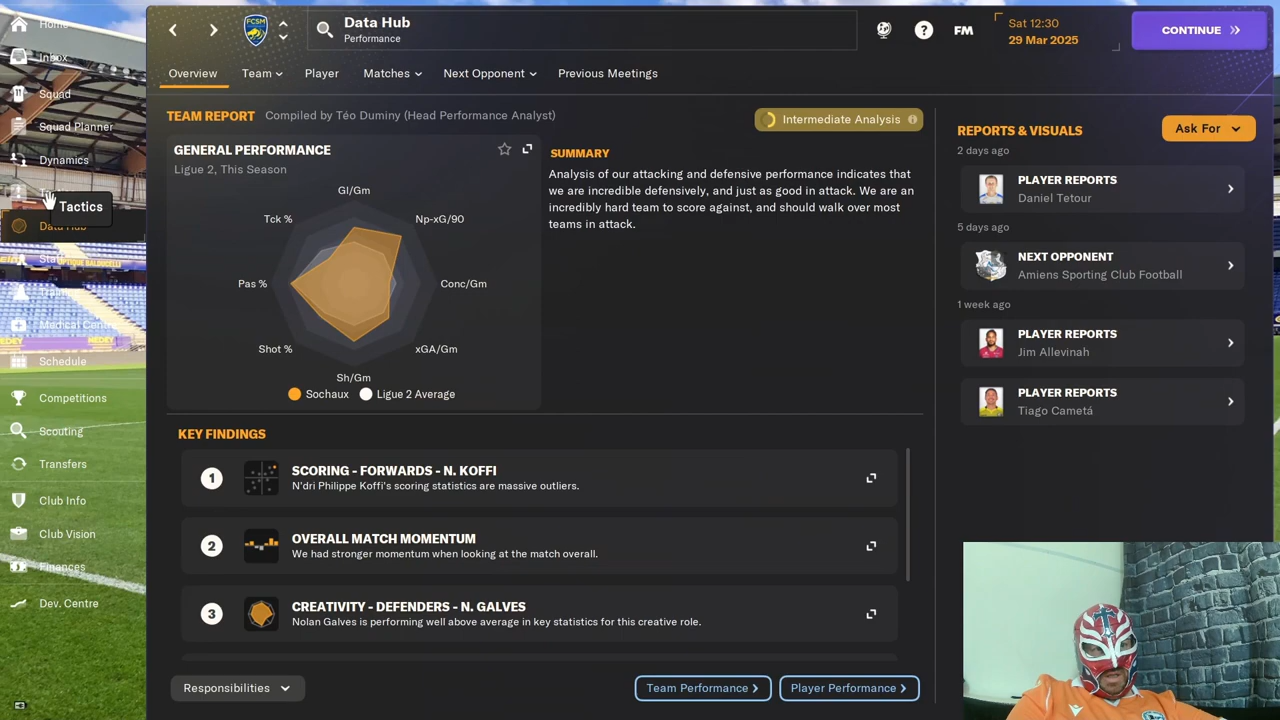 Home
Inbox
Squad
Squad Planner
Dynamics
Tactics
Data Hub
Schedule
Competitions
Scouting
Transfers
Club Info
Club Vision
Finances
Dev. Centre
FCSM
Data Hub
Performance
FM
Sat 12:30
29 Mar 2025
CONTINUE
Overview
Team
Player
Matches
Next Opponent
Previous Meetings
TEAM REPORT Compiled by Téo Duminy (Head Performance Analyst)
Intermediate Analysis
GENERAL PERFORMANCE
Ligue 2, This Season
Gl/Gm
Np-xG/90
Conc/Gm
xGA/Gm
Sh/Gm
Shot %
Pas %
Tck %
Sochaux
Ligue 2 Average
SUMMARY
Analysis of our attacking and defensive performance indicates that
we are incredible defensively, and just as good in attack. We are an
incredibly hard team to score against, and should walk over most
teams in attack.
KEY FINDINGS
1
SCORING - FORWARDS - N. KOFFI
N'dri Philippe Koffi's scoring statistics are massive outliers.
2
OVERALL MATCH MOMENTUM
We had stronger momentum when looking at the match overall.
3
CREATIVITY - DEFENDERS - N. GALVES
Nolan Galves is performing well above average in key statistics for this creative role.
Responsibilities
Team Performance
Player Performance
REPORTS & VISUALS
Ask For
2 days ago
PLAYER REPORTS
Daniel Tetour
5 days ago
NEXT OPPONENT
Amiens Sporting Club Football
1 week ago
PLAYER REPORTS
Jim Allevinah
PLAYER REPORTS
Tiago Cametá